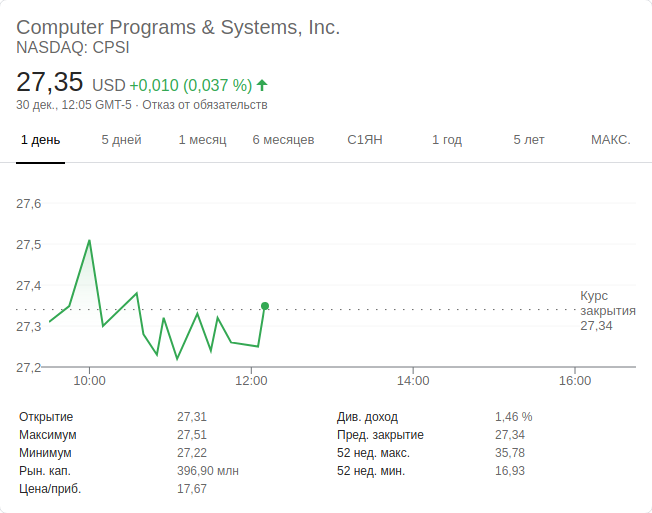 Computer Programs & Systems, Inc.
NASDAQ: CPSI
27,35 USD +0,010 (0,037 %)
30 дек., 12:05 GMT-5 · Отказ от обязательств
1 день 5 дней 1 месяц 6 месяцев С1ЯН 1 год 5 лет МАКС.
27,6
27,5
27,4
27,3
27,2
Курс
закрытия
27,34
10:00 12:00 14:00 16:00
Открытие 27,31 Див. доход 1,46 %
Максимум 27,51 Пред. закрытие 27,34
Минимум 27,22 52 нед. макс. 35,78
Рын. кап. 396,90 млн 52 нед. мин. 16,93
Цена/приб. 17,67